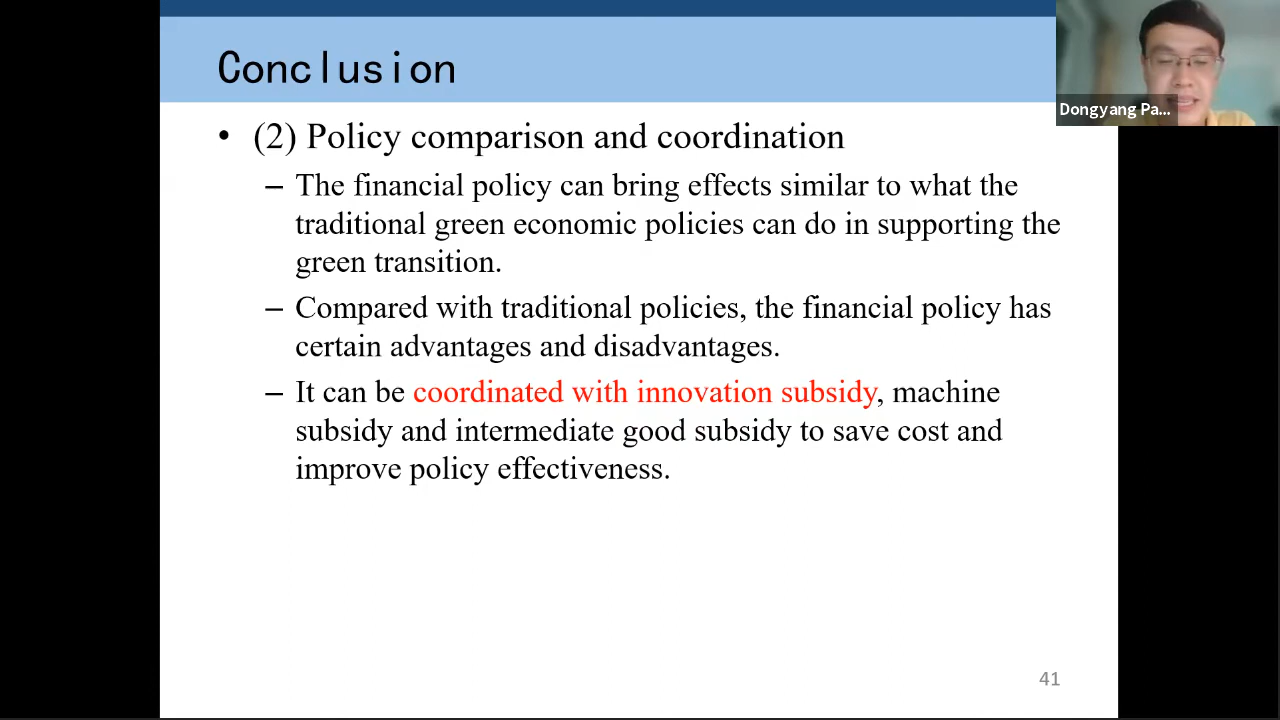 Conclusion
Dongyang Pa...
• (2) Policy comparison and coordination
– The financial policy can bring effects similar to what the
traditional green economic policies can do in supporting the
green transition.
– Compared with traditional policies, the financial policy has
certain advantages and disadvantages.
– It can be coordinated with innovation subsidy, machine
subsidy and intermediate good subsidy to save cost and
improve policy effectiveness.
41